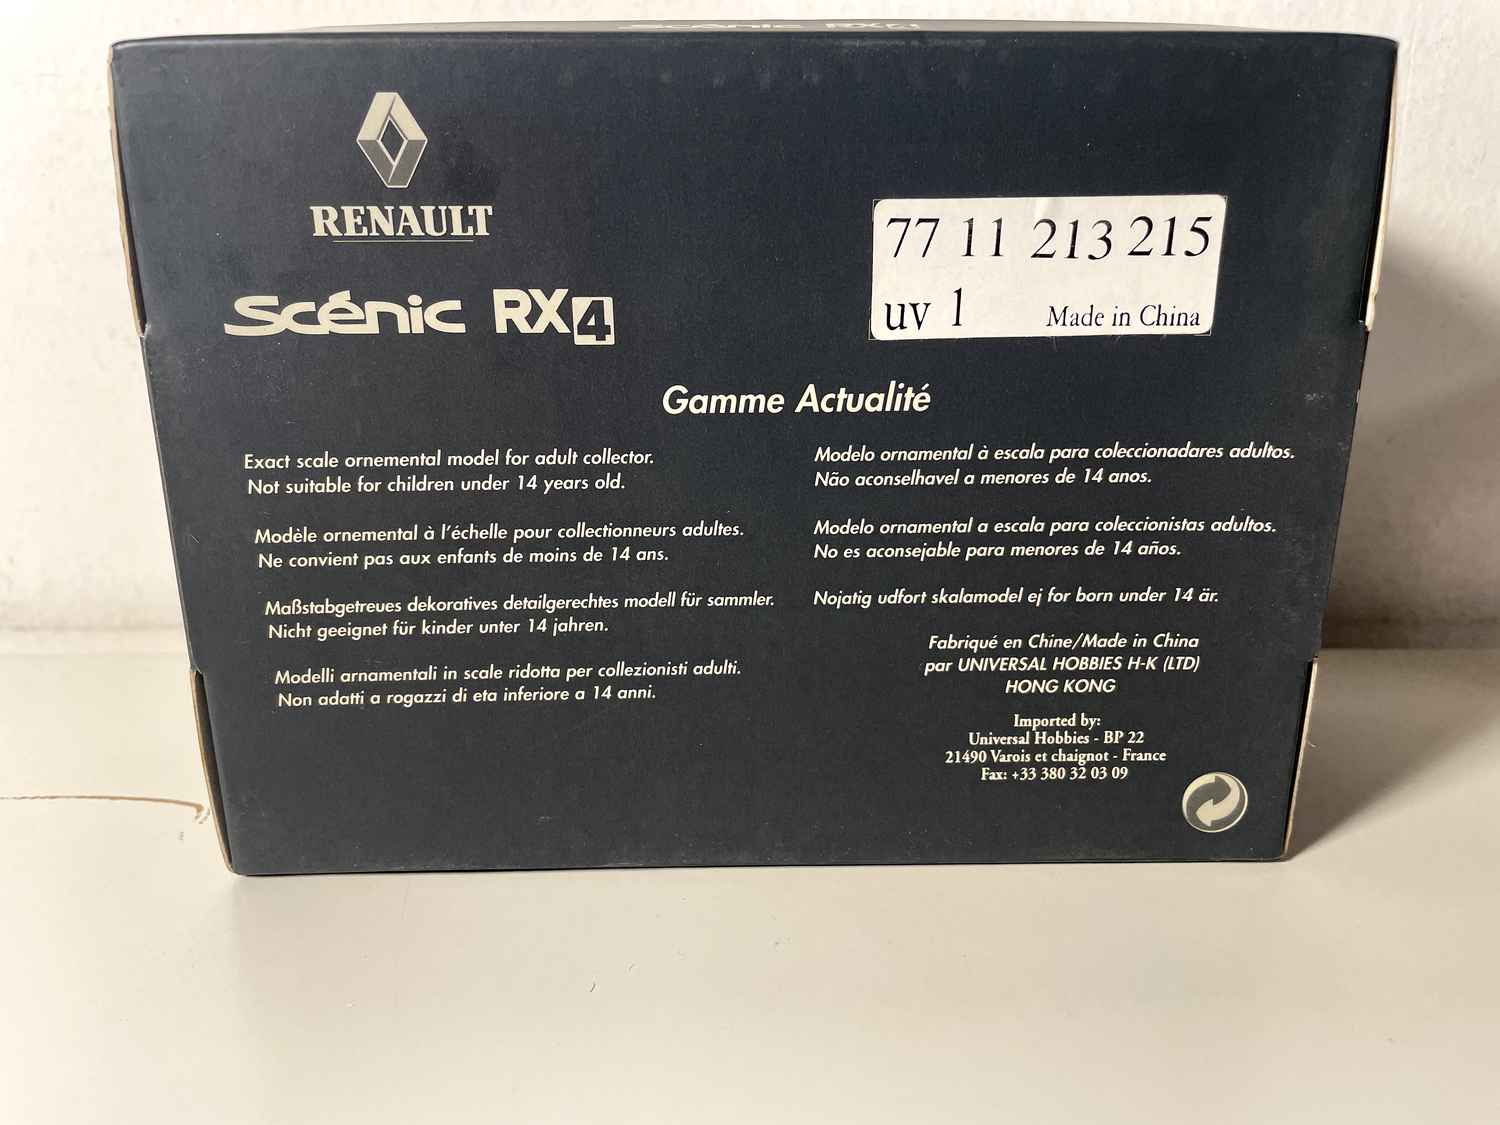 Scénic RX4
RENAULT
Scénic RX4
77 11 213 215
uv 1 Made in China
Gamme Actualité
Exact scale ornemental model for adult collector.
Not suitable for children under 14 years old.
Modèle ornemental à l'échelle pour collectionneurs adultes.
Ne convient pas aux enfants de moins de 14 ans.
Maßstabgetreues dekoratives detailgerechtes modell für sammler.
Nicht geeignet für kinder unter 14 jahren.
Modelli arnamentali in scale ridotta per collezionisti adulti.
Non adatti a rogazzi di eta inferiore a 14 anni.
Modelo ornamental à escala para coleccionadares adultos.
Não aconselhavel a menores de 14 anos.
Modelo ornamental a escala para coleccionistas adultos.
No es aconsejable para menores de 14 años.
Nojatig udfort skalamodel ej for born under 14 är.
Fabriqué en Chine/Made in China
par UNIVERSAL HOBBIES H-K (LTD)
HONG KONG
Imported by:
Universal Hobbies - BP 22
21490 Varois et chaignot - France
Fax: +33 380 32 03 09